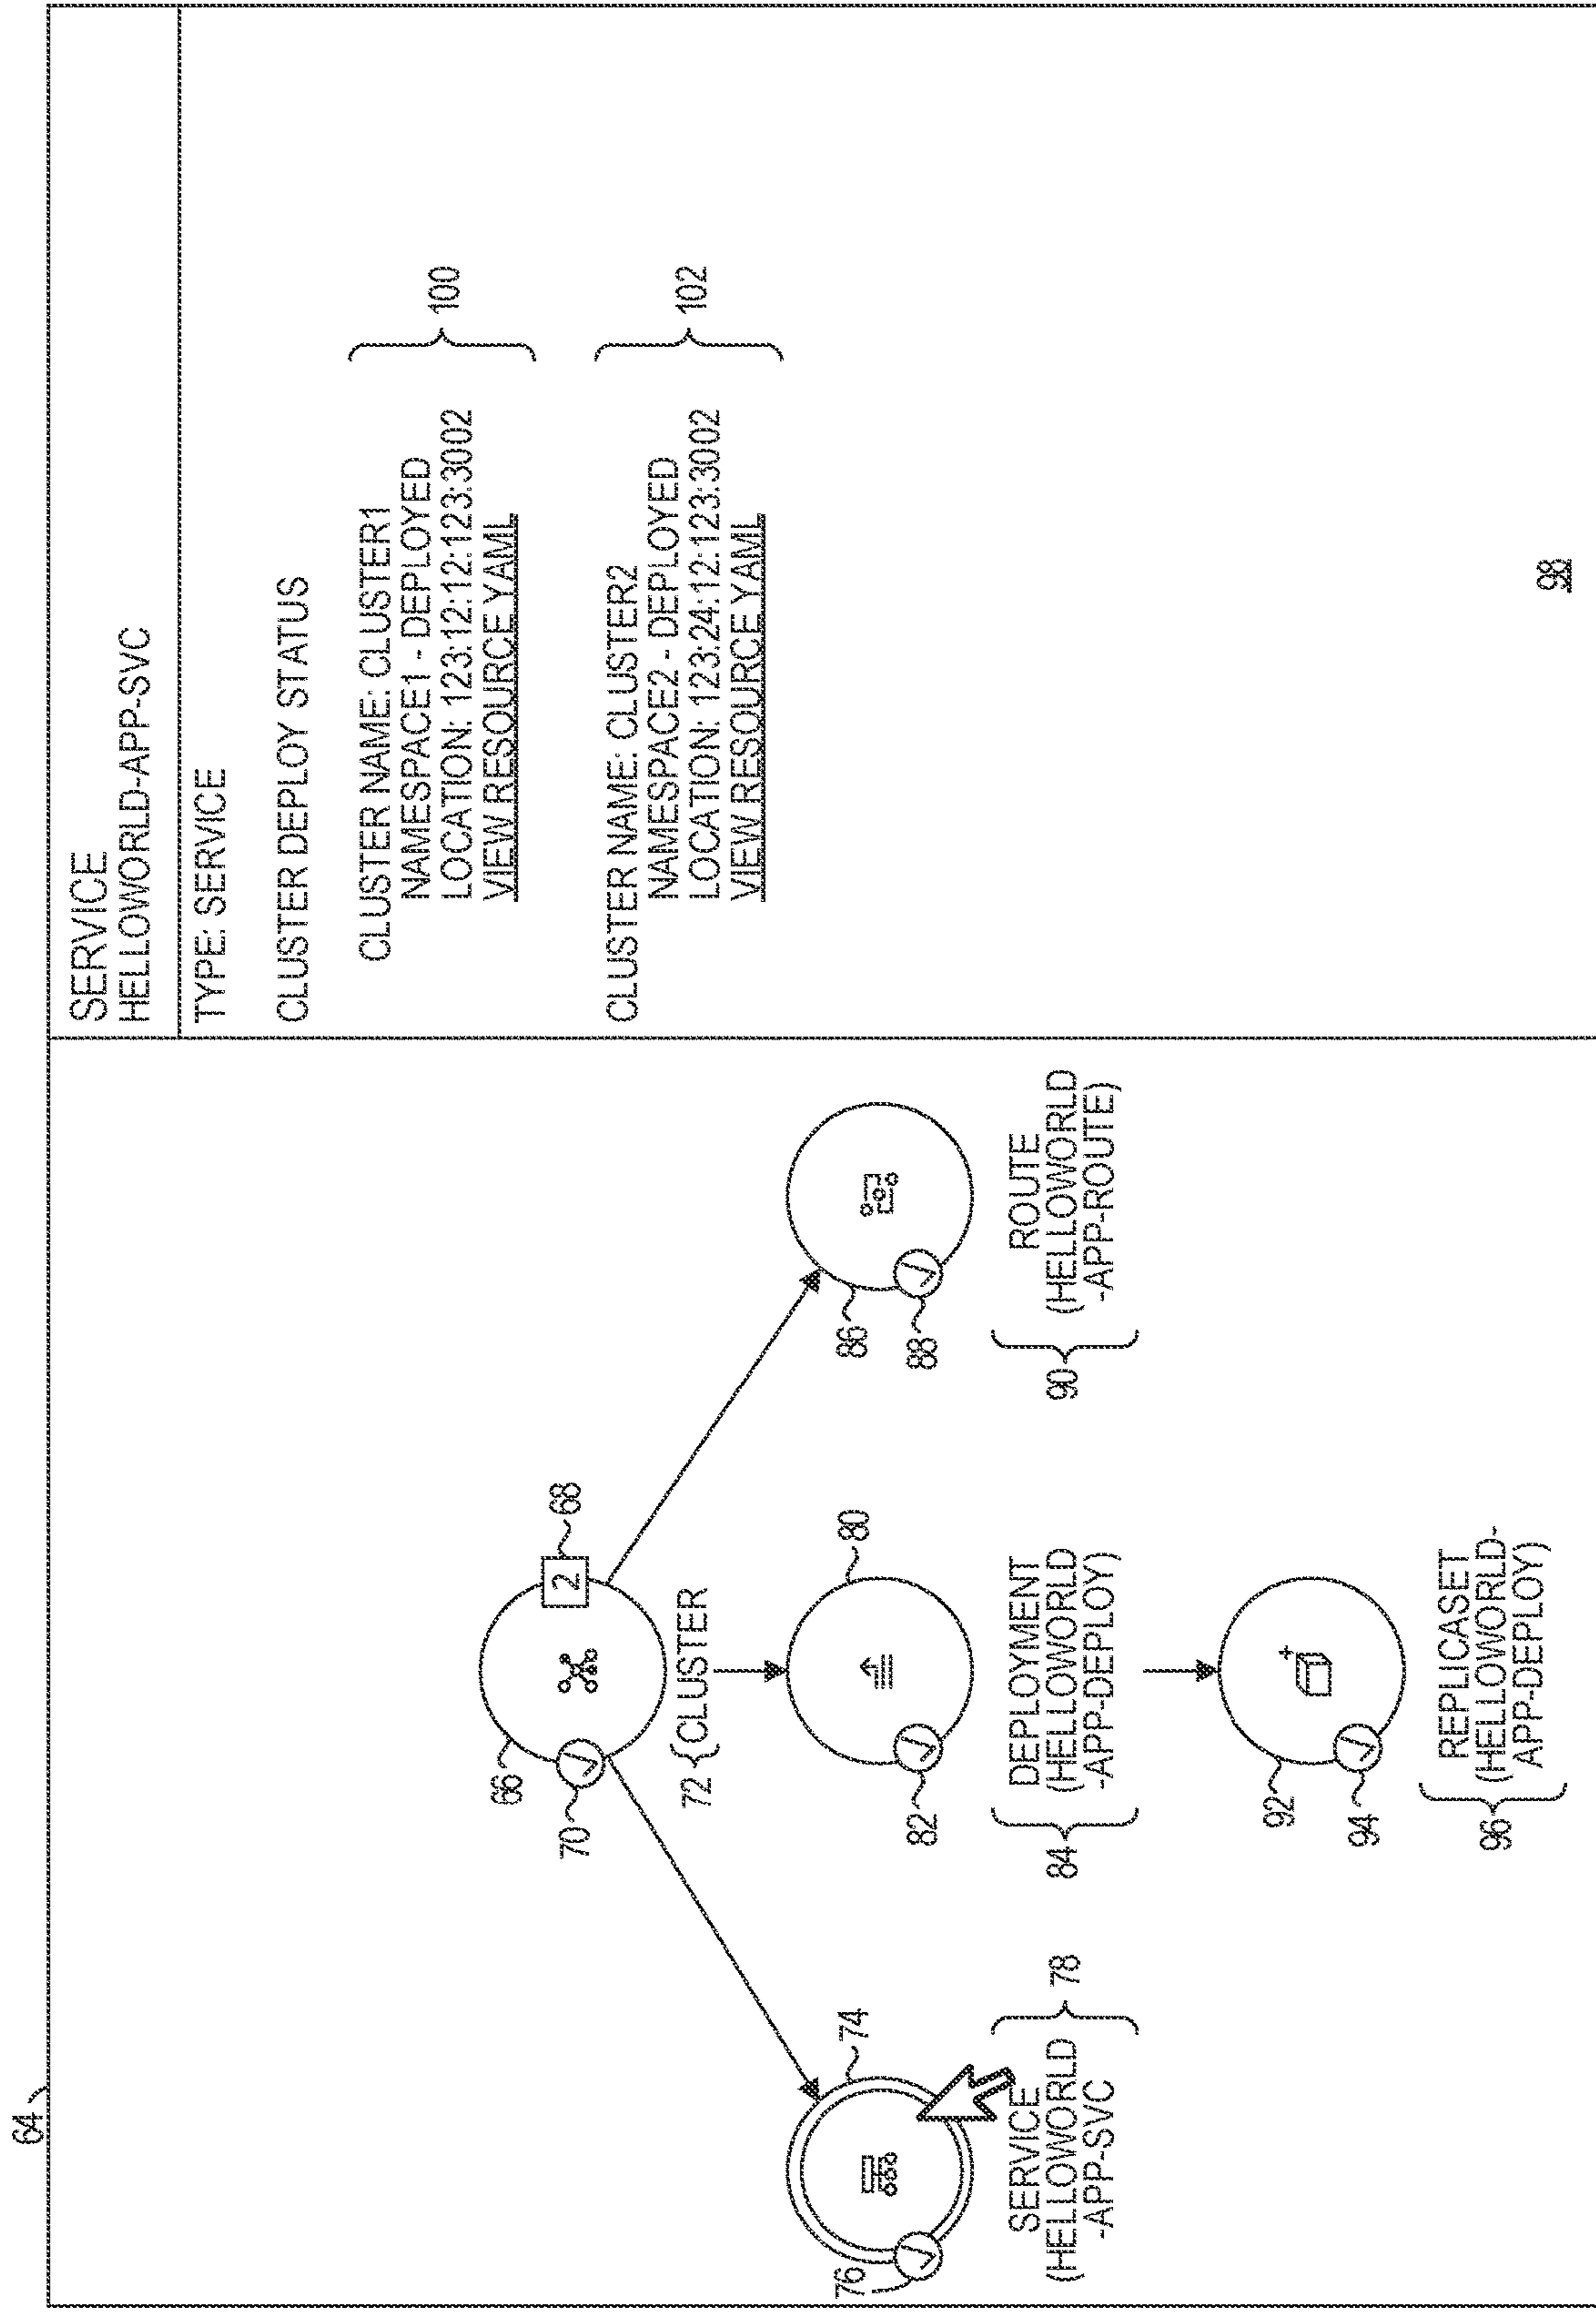 64
66
68
2
70
72
CLUSTER
74
76
SERVICE
(HELLOWORLD
-APP-SVC
78
80
82
DEPLOYMENT
(HELLOWORLD
-APP-DEPLOY)
84
86
88
ROUTE
(HELLOWORLD
-APP-ROUTE)
90
92
94
REPLICASET
(HELLOWORLD-
APP-DEPLOY)
96
SERVICE
HELLOWORLD-APP-SVC
TYPE: SERVICE
CLUSTER DEPLOY STATUS
CLUSTER NAME: CLUSTER1
NAMESPACE1 - DEPLOYED
LOCATION: 123:12:12:123:3002
VIEW RESOURCE YAML
100
CLUSTER NAME: CLUSTER2
NAMESPACE2 - DEPLOYED
LOCATION: 123:24:12:123:3002
VIEW RESOURCE YAML
102
98